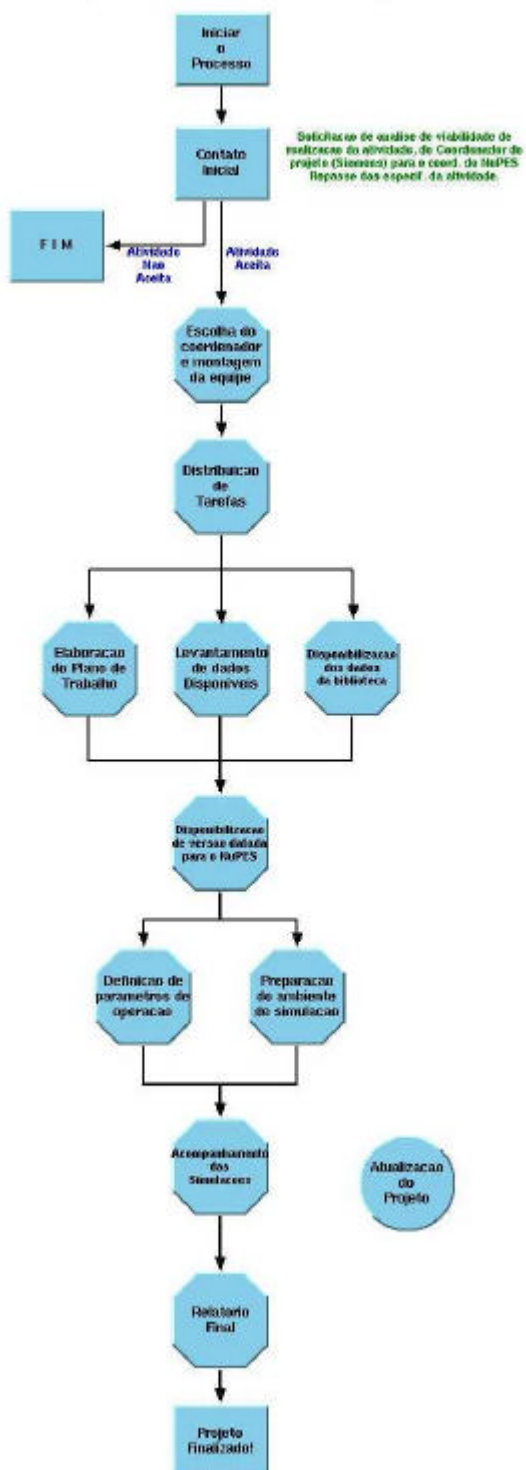 Iniciar
o
Processo
Contato
Inicial
Solicitacao de analise de viabilidade de
realizacao da atividade, do Coordenador do
projeto (Siemens) para o coord. do NuPES
Repasse das especif. da atividade.
F I M
Atividade
Nao
Aceita
Atividade
Aceita
Escolha do
coordenador
e montagem
da equipe
Distribuicao
de
Tarefas
Elaboracao
do Plano de
Trabalho
Levantamento
de dados
Disponiveis
Disponibilizacao
dos dados
da biblioteca
Disponibilizacao
de versao datada
para o NuPES
Definicao de
parametros de
operacao
Preparacao
do ambiente
de simulacao
Acompanhamento
das
Simulacoes
Atualizacao
do
Projeto
Relatorio
Final
Projeto
Finalizado!